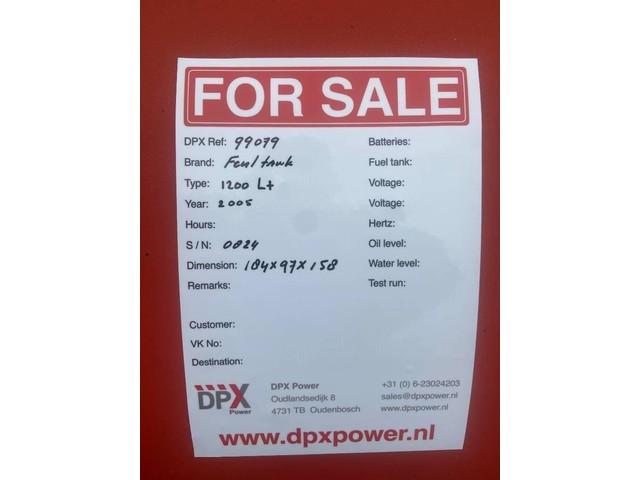 FOR SALE
DPX Ref: 99079 Batteries:
Brand: Feul tank Fuel tank:
Type: 1200 Lt Voltage:
Year: 2005 Voltage:
Hours: Hertz:
S / N: 0024 Oil level:
Dimension: 184x97x158 Water level:
Remarks: Test run:
Customer:
VK No:
Destination:
DPX Power
DPX Power +31 (0) 6-23024203
Oudlandsedijk 8 sales@dpxpower.nl
4731 TB Oudenbosch www.dpxpower.nl
www.dpxpower.nl